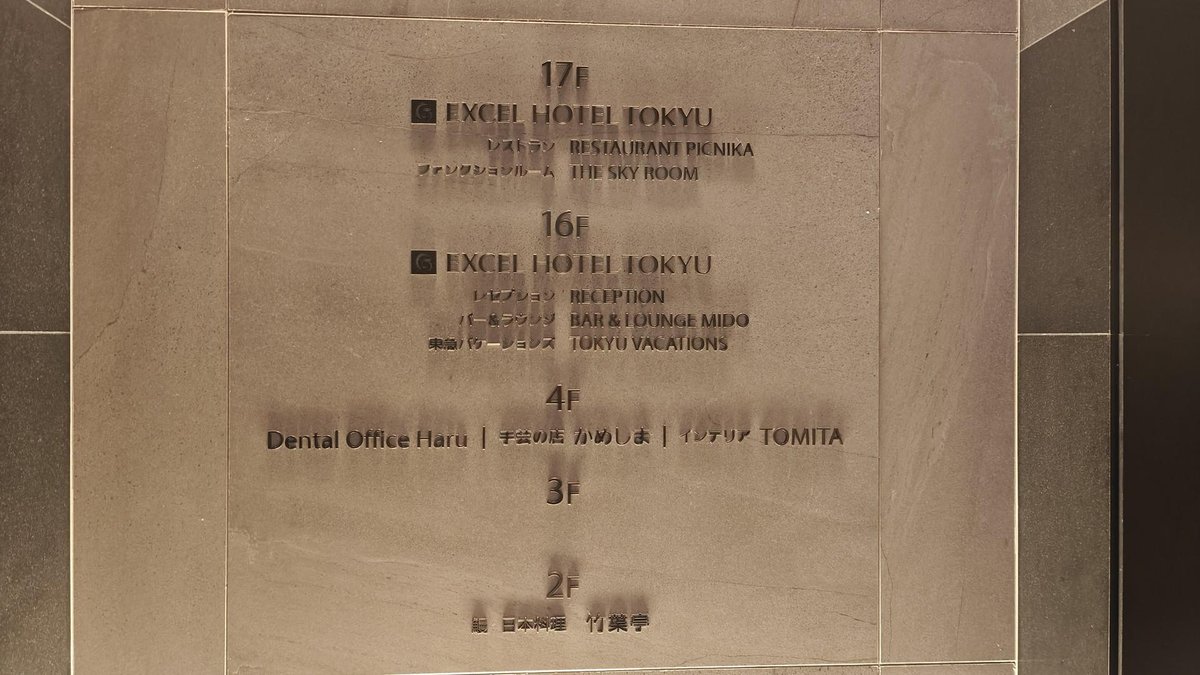 17F
EXCEL HOTEL TOKYU
レストラン RESTAURANT PICNIKA
ファンクションルーム THE SKY ROOM
16F
EXCEL HOTEL TOKYU
レセプション RECEPTION
バー&ラウンジ BAR & LOUNGE MIDO
東急バケーションズ TOKYU VACATIONS
4F
Dental Office Haru | 手芸の店 かめしま | インテリア TOMITA
3F
2F
鰻 日本料理 竹葉亭